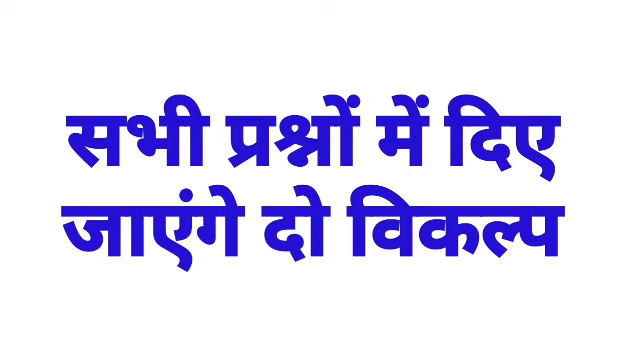 सभी प्रश्नों में दिए
जाएंगे दो विकल्प